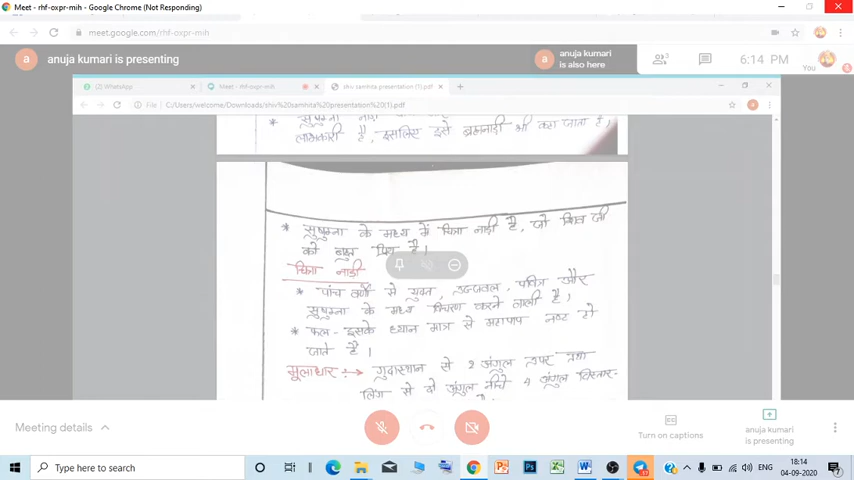 Meet - rhf-oxpr-mih - Google Chrome (Not Responding)
meet.google.com/rhf-oxpr-mih
a anuja kumari is presenting
a anuja kumari is also here
6:14 PM
You
WhatsApp
Meet - rhf-oxpr-mih
shiv samhita presentation (1).pdf
File C:/Users/welcome/Downloads/shiv%20samhita%20presentation%20(1).pdf
* सुषुम्ना नाड़ी
लाभकारी है, इसलिए इसे ब्रह्मनाड़ी भी कहा जाता है,
* सुषुम्ना के मध्य में चित्रा नाड़ी है, जो शिव जी
को बहुत प्रिय है।
चित्रा नाड़ी
* पांच वर्णों से युक्त, उज्जवल, पवित्र और
सुषुम्ना के मध्य विचरण करने वाली है,
* फल - इसके ध्यान मात्र से महापाप नष्ट हो
जाते हैं।
मूलाधार :-> गुदास्थान से 2 अंगुल ऊपर तथा
लिंग से दो अंगुल नीचे 4 अंगुल विस्तार-
Meeting details
Turn on captions
a
anuja kumari is presenting
Type here to search
ENG
18:14
04-09-2020